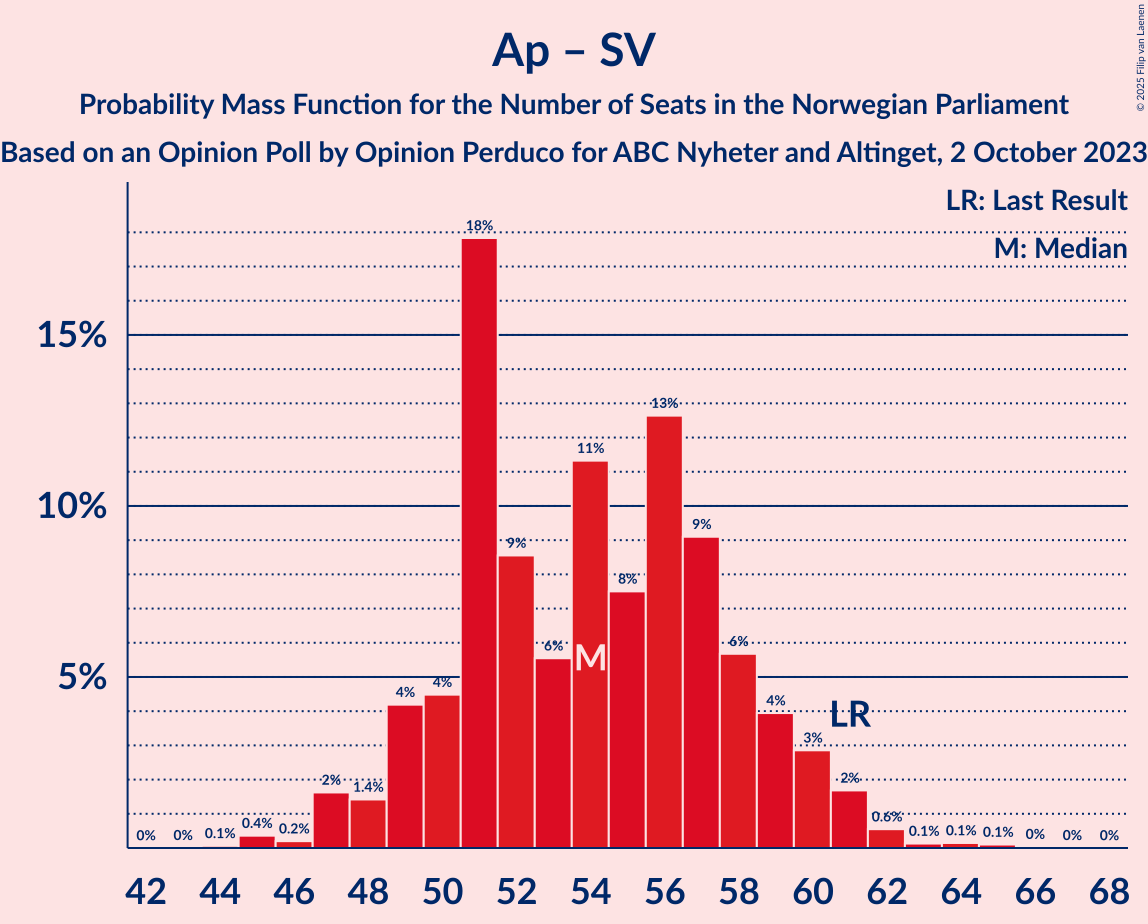 Ap – SV
Probability Mass Function for the Number of Seats in the Norwegian Parliament
Based on an Opinion Poll by Opinion Perduco for ABC Nyheter and Altinget, 2 October 2023
© 2025 Filip van Laenen
LR: Last Result
M: Median
15%
10%
5%
0% 0% 0.1% 0.4% 0.2% 2% 1.4% 4% 4% 18% 9% 6% 11% 8% 13% 9% 6% 4% 3% 2% 0.6% 0.1% 0.1% 0.1% 0% 0% 0%
M
LR
42 44 46 48 50 52 54 56 58 60 62 64 66 68